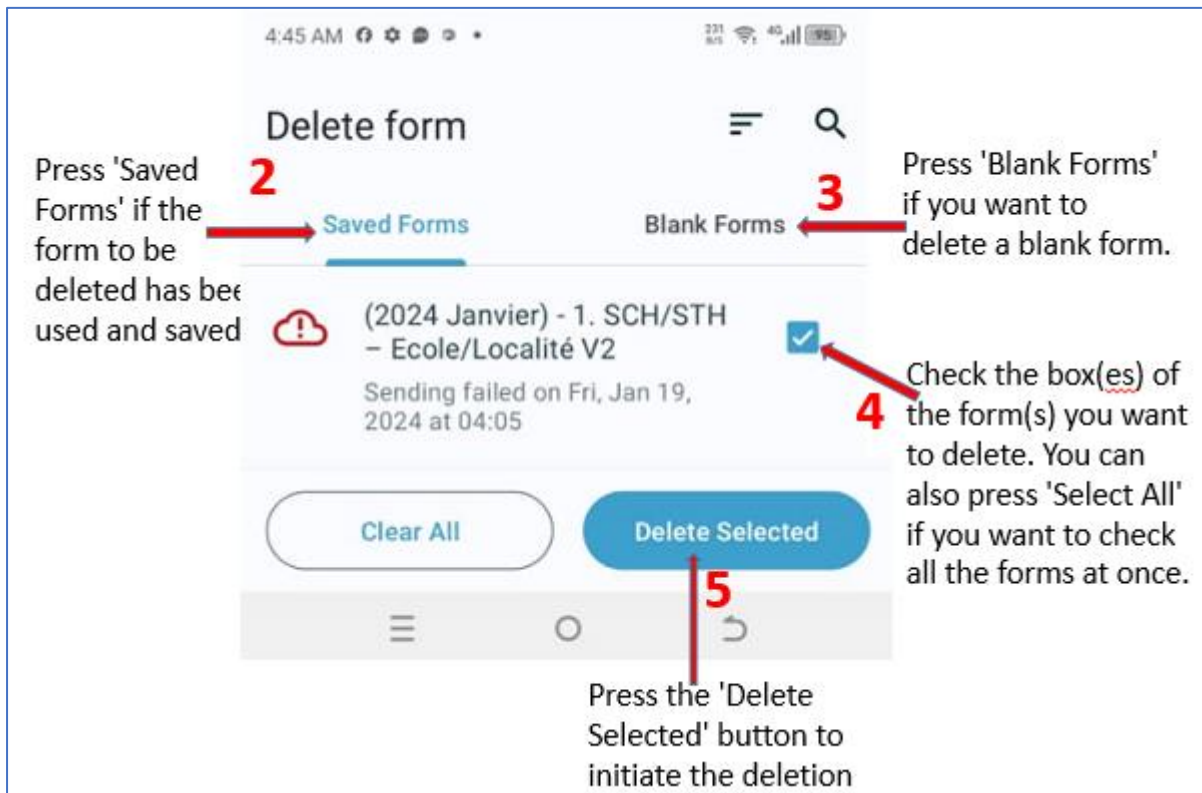 4:45 AM
231
B/S
4G
95
Delete form
Press 'Saved
Forms' if the
form to be
deleted has bee
used and saved
2
Saved Forms
Blank Forms
3
Press 'Blank Forms'
if you want to
delete a blank form.
(2024 Janvier) - 1. SCH/STH
– Ecole/Localité V2
Sending failed on Fri, Jan 19,
2024 at 04:05
4
Check the box(es) of
the form(s) you want
to delete. You can
also press 'Select All'
if you want to check
all the forms at once.
Clear All
Delete Selected
5
Press the 'Delete
Selected' button to
initiate the deletion